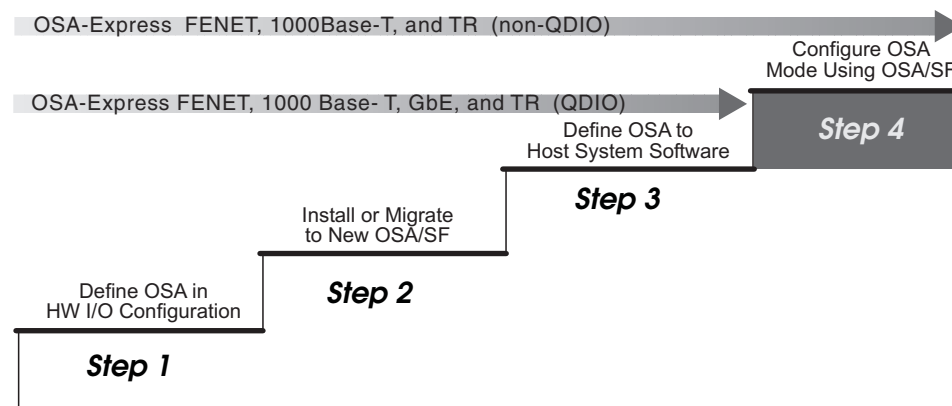 OSA-Express FENET, 1000Base-T, and TR (non-QDIO)
Configure OSA
Mode Using OSA/SF
OSA-Express FENET, 1000 Base- T, GbE, and TR (QDIO)
Step 4
Define OSA to
Host System Software
Step 3
Install or Migrate
to New OSA/SF
Step 2
Define OSA in
HW I/O Configuration
Step 1